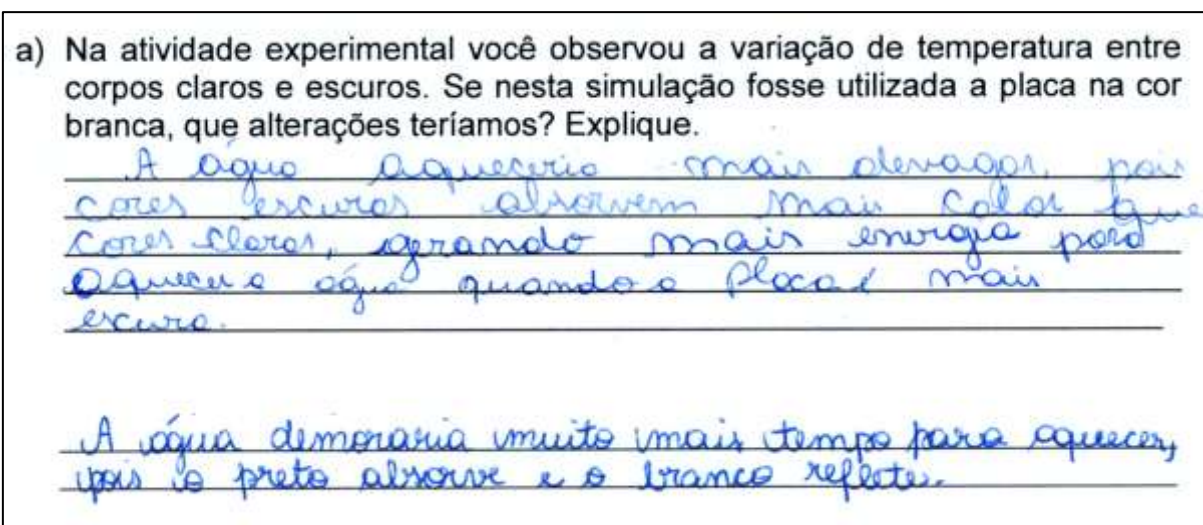 a) Na atividade experimental você observou a variação de temperatura entre
corpos claros e escuros. Se nesta simulação fosse utilizada a placa na cor
branca, que alterações teríamos? Explique.
A água aqueceria mais devagar, pois
cores escuras absorvem mais calor que
cores claras, gerando mais energia para
aquecer a água quando a placa é mais
escura.
A água demoraria muito mais tempo para aquecer,
pois o preto absorve e o branco reflete.